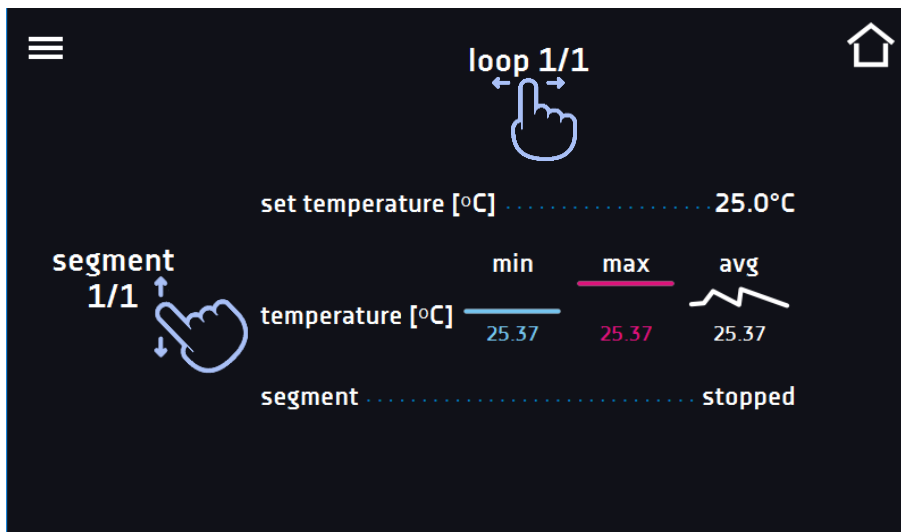 loop 1/1
set temperature [°C] 25.0°C
segment
1/1
min max avg
temperature [°C]
25.37 25.37 25.37
segment stopped